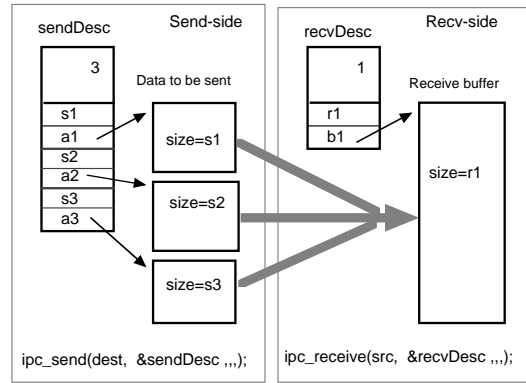 Send-side
sendDesc
3
s1
a1
s2
a2
s3
a3
Data to be sent
size=s1
size=s2
size=s3
ipc_send(dest, &sendDesc ,,,);
Recv-side
recvDesc
1
r1
b1
Receive buffer
size=r1
ipc_receive(src, &recvDesc ,,,);